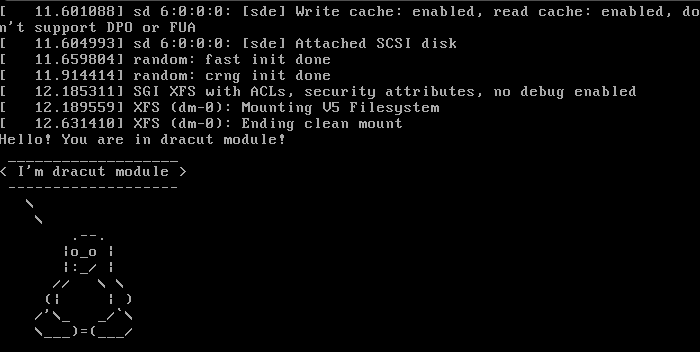 [   11.601088] sd 6:0:0:0: [sde] Write cache: enabled, read cache: enabled, do
n't support DPO or FUA
[   11.604993] sd 6:0:0:0: [sde] Attached SCSI disk
[   11.659804] random: fast init done
[   11.914414] random: crng init done
[   12.185311] SGI XFS with ACLs, security attributes, no debug enabled
[   12.189559] XFS (dm-0): Mounting V5 Filesystem
[   12.631410] XFS (dm-0): Ending clean mount
Hello! You are in dracut module!
 ___________________
< I'm dracut module >
 -------------------
   \
    \
        .--.
       |o_o |
       |:_/ |
      //   \ \
     (|     | )
    /'\_   _/`\
    \___)=(___/